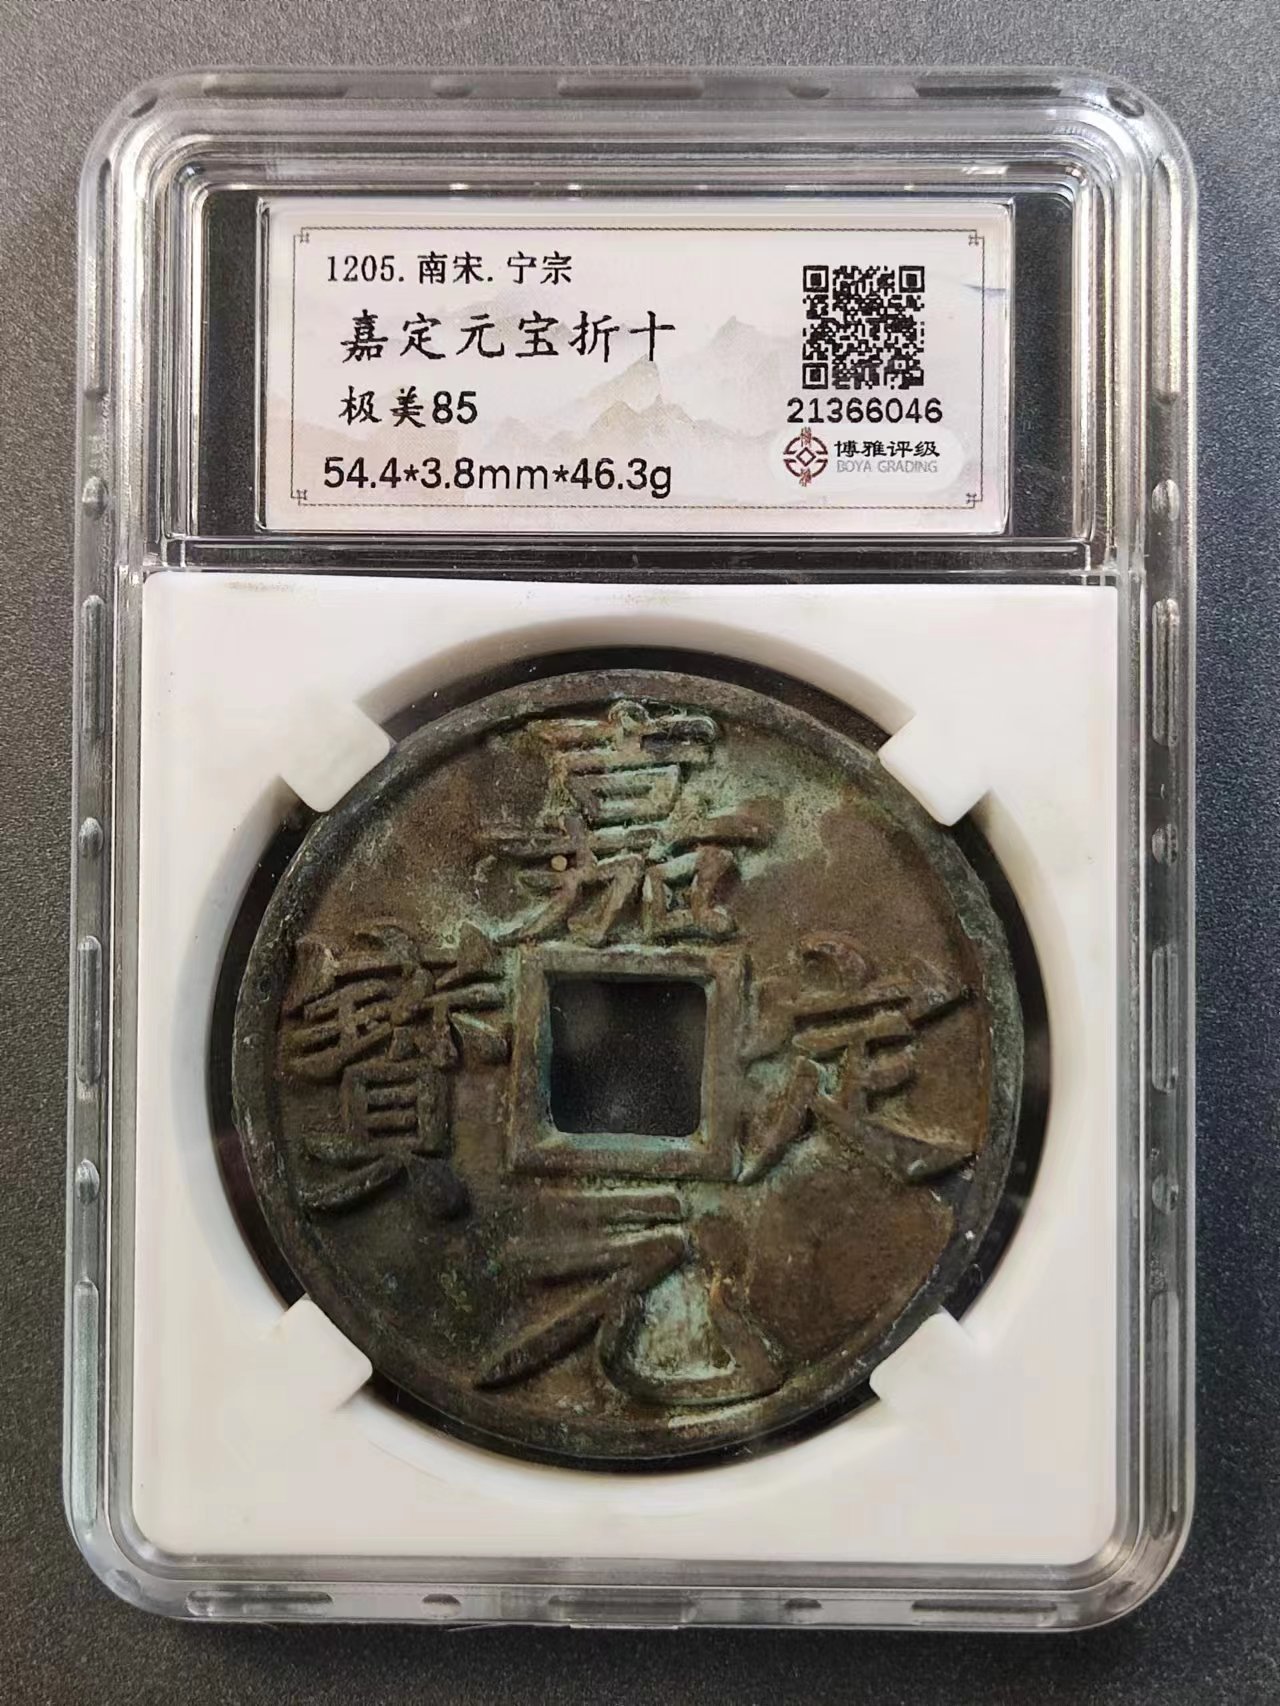 1205.南宋.宁宗
嘉定元宝折十
极美85
54.4*3.8mm*46.3g
21366046
博雅评级
BOYA GRADING
嘉定元寶